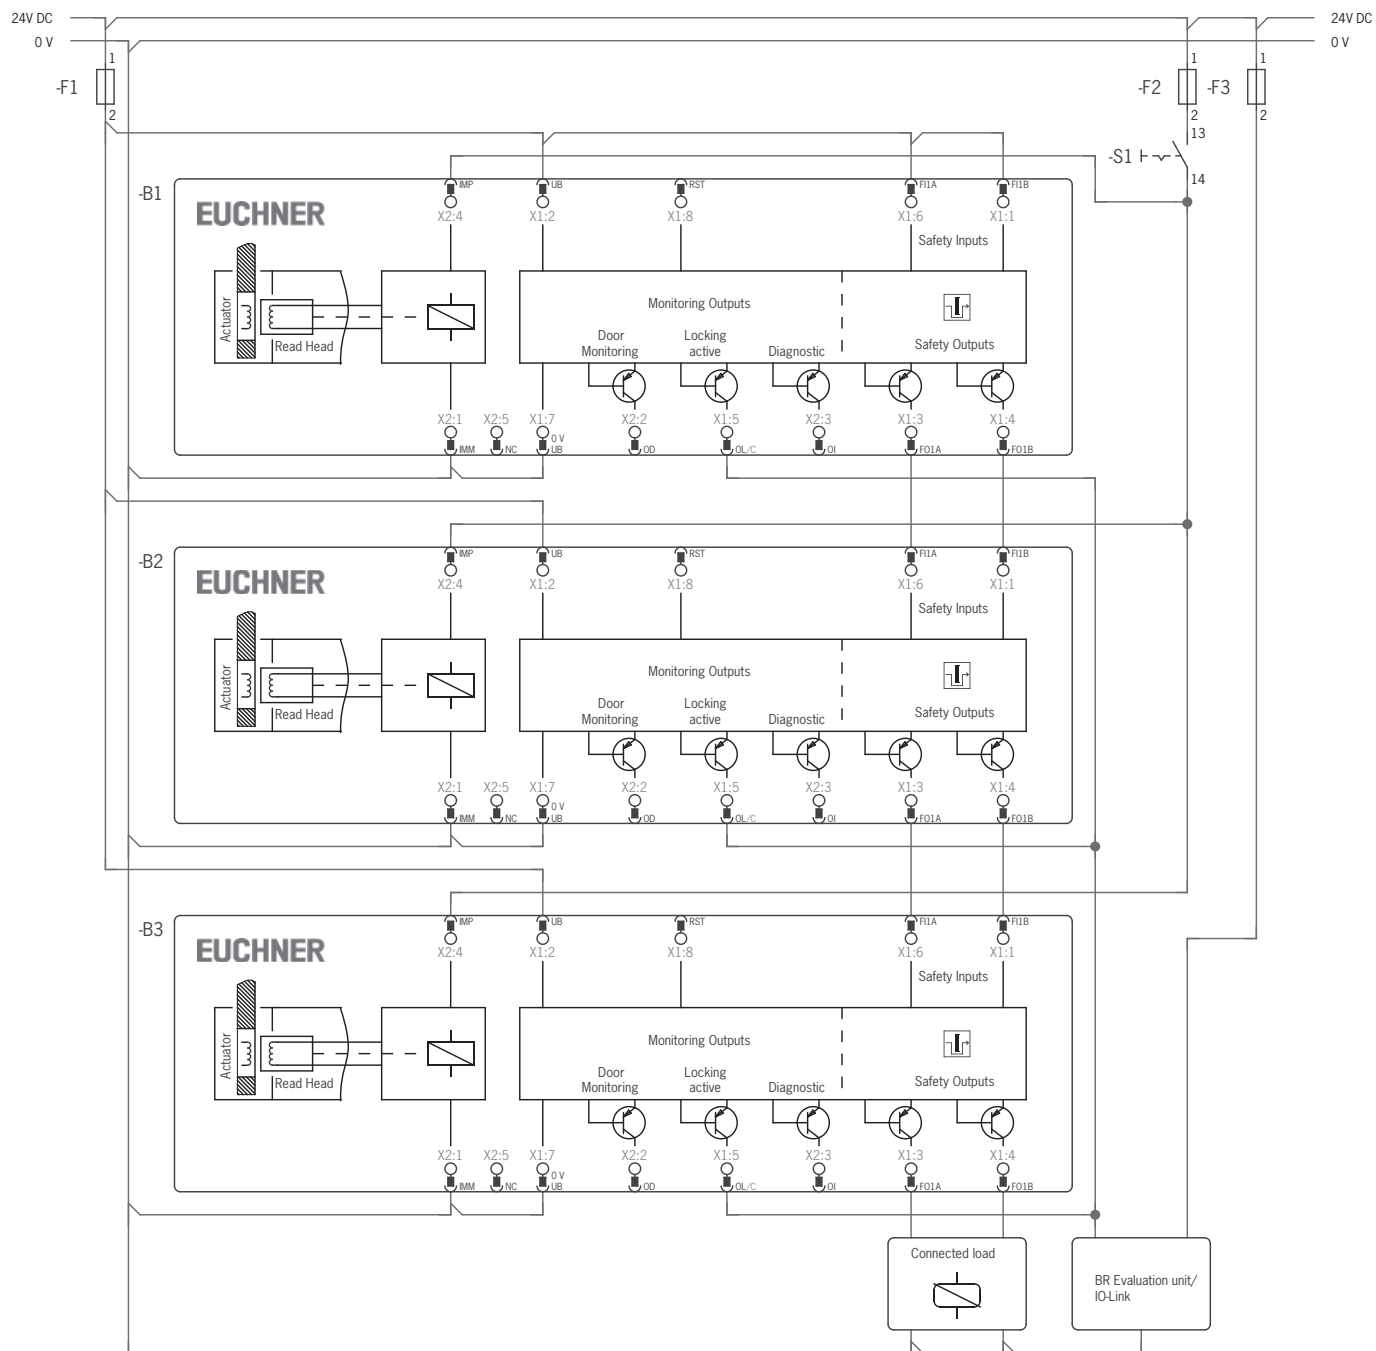 24V DC 24V DC
0 V 0 V
1 1 1
-F1 -F2 -F3
2 2 2
13
-S1
14
-B1
IMP UB RST FI1A FI1B
EUCHNER
X2:4 X1:2 X1:8 X1:6 X1:1
Safety Inputs
Actuator
Monitoring Outputs
Read Head
Door Monitoring
Locking active
Diagnostic
Safety Outputs
X2:1 X2:5 X1:7 X2:2 X1:5 X2:3 X1:3 X1:4
0 V
IMM NC UB OD OL/C OI FO1A FO1B
-B2
IMP UB RST FI1A FI1B
EUCHNER
X2:4 X1:2 X1:8 X1:6 X1:1
Safety Inputs
Actuator
Monitoring Outputs
Read Head
Door Monitoring
Locking active
Diagnostic
Safety Outputs
X2:1 X2:5 X1:7 X2:2 X1:5 X2:3 X1:3 X1:4
0 V
IMM NC UB OD OL/C OI FO1A FO1B
-B3
IMP UB RST FI1A FI1B
EUCHNER
X2:4 X1:2 X1:8 X1:6 X1:1
Safety Inputs
Actuator
Monitoring Outputs
Read Head
Door Monitoring
Locking active
Diagnostic
Safety Outputs
X2:1 X2:5 X1:7 X2:2 X1:5 X2:3 X1:3 X1:4
0 V
IMM NC UB OD OL/C OI FO1A FO1B
Connected load
BR Evaluation unit/
IO-Link